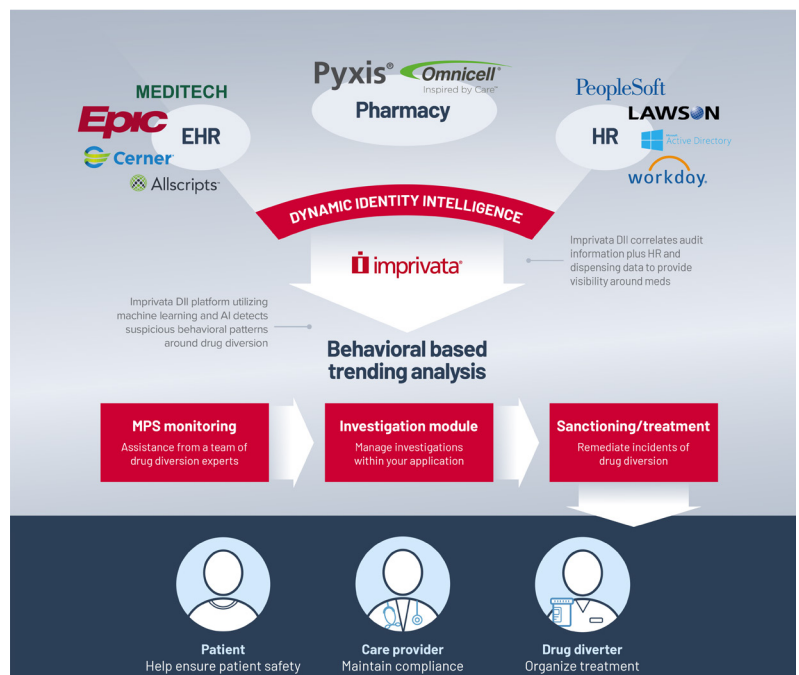 MEDITECH
Epic
Cerner
Allscripts
EHR
Pyxis®
Omnicell®
Inspired by Care™
Pharmacy
PeopleSoft
LAWSON
Active Directory
workday.
HR
DYNAMIC IDENTITY INTELLIGENCE
imprivata®
Imprivata DII correlates audit
information plus HR and
dispensing data to provide
visibility around meds
Imprivata DII platform utilizing
machine learning and AI detects
suspicious behavioral patterns
around drug diversion
Behavioral based
trending analysis
MPS monitoring
Assistance from a team of
drug diversion experts
Investigation module
Manage investigations
within your application
Sanctioning/treatment
Remediate incidents of
drug diversion
Patient
Help ensure patient safety
Care provider
Maintain compliance
Drug diverter
Organize treatment